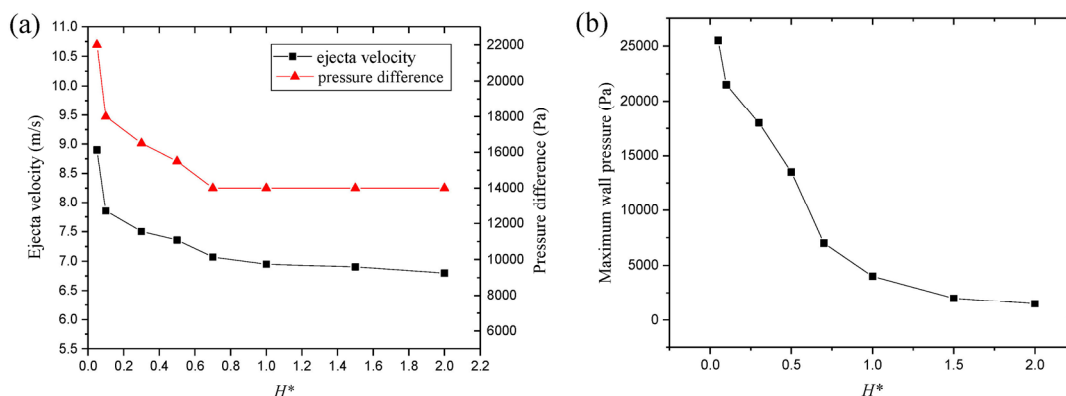 (a)
11.0
10.5
10.0
9.5
9.0
8.5
8.0
7.5
7.0
6.5
6.0
5.5
Ejecta velocity (m/s)
ejecta velocity
pressure difference
22000
20000
18000
16000
14000
12000
10000
8000
6000
Pressure difference (Pa)
0.0 0.2 0.4 0.6 0.8 1.0 1.2 1.4 1.6 1.8 2.0 2.2
H*
(b)
25000
20000
15000
10000
5000
0
Maximum wall pressure (Pa)
0.0 0.5 1.0 1.5 2.0
H*